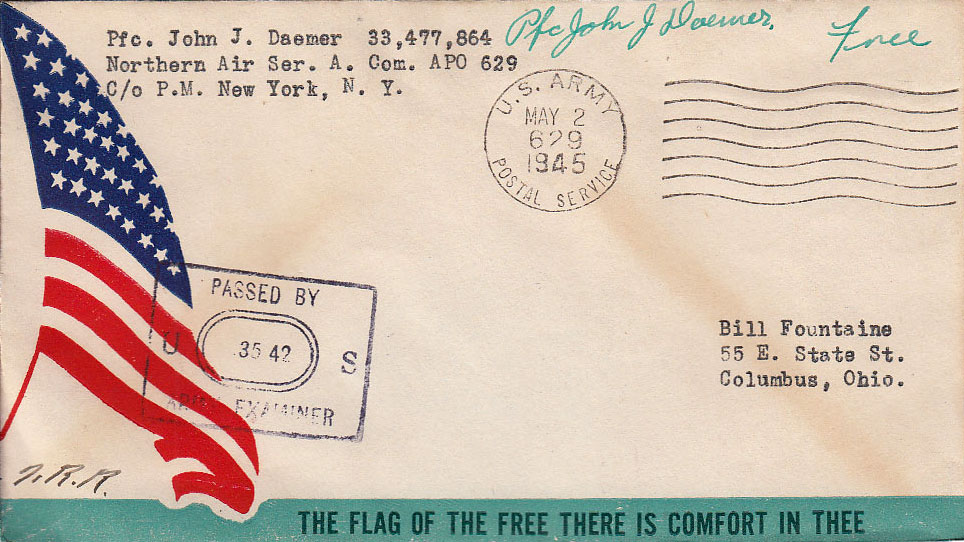 Pfc. John J. Daemer 33,477,864
Northern Air Ser. A. Com. APO 629
C/o P.M. New York, N. Y.
Pfc John J Daemer,
Free
U.S. ARMY
MAY 2
629
1945
POSTAL SERVICE
PASSED BY
U 35 42 S
ARMY EXAMINER
Bill Fountaine
55 E. State St.
Columbus, Ohio.
J.R.R.
THE FLAG OF THE FREE THERE IS COMFORT IN THEE